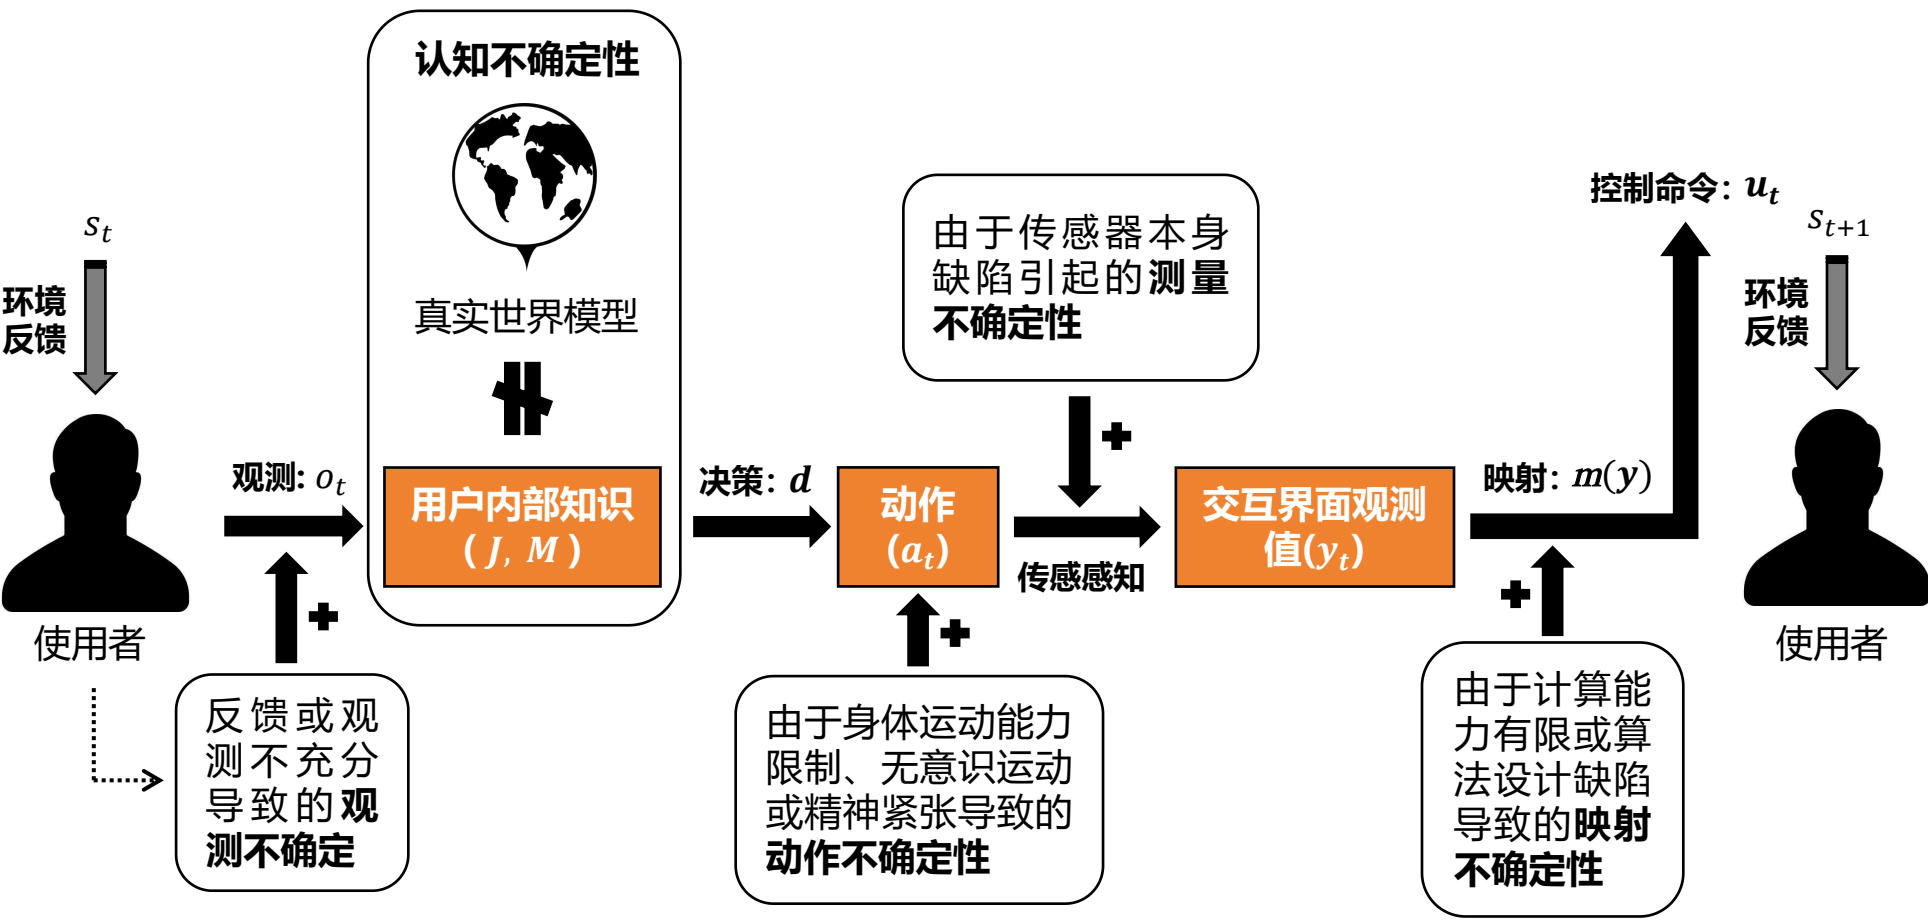 认知不确定性
真实世界模型
s_t
环境
反馈
使用者
观测: o_t
用户内部知识
( J, M )
反馈或观
测不充分
导致的观
测不确定
决策: d
动作
(a_t)
由于身体运动能力
限制、无意识运动
或精神紧张导致的
动作不确定性
由于传感器本身
缺陷引起的测量
不确定性
传感感知
交互界面观测
值(y_t)
映射: m(y)
控制命令: u_t
由于计算能
力有限或算
法设计缺陷
导致的映射
不确定性
s_{t+1}
环境
反馈
使用者